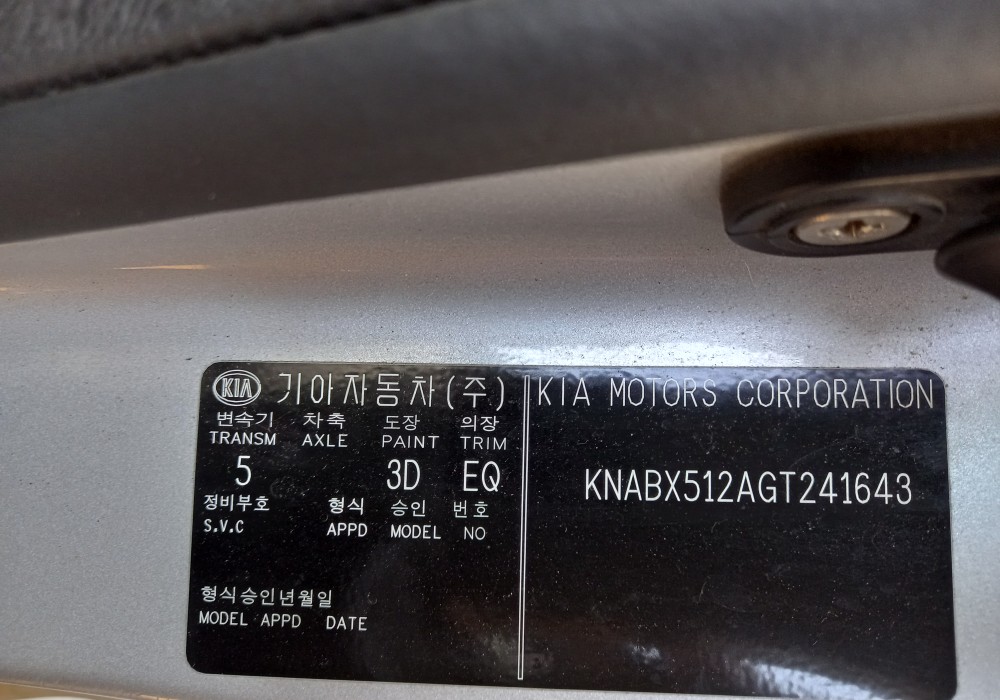 KIA 기아자동차(주)
변속기 차축 도장 의장
TRANSM AXLE PAINT TRIM
5 3D EQ
정비부호 형식 승인 번호
S.V.C APPD MODEL NO
형식승인년월일
MODEL APPD DATE
KIA MOTORS CORPORATION
KNABX512AGT241643